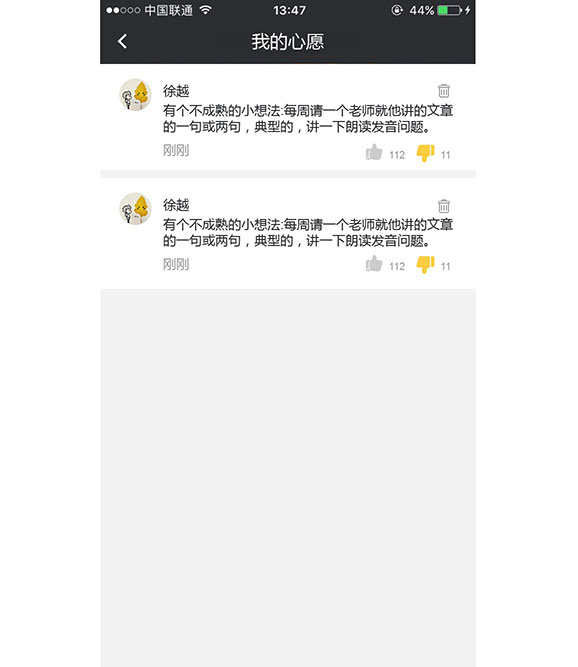 中国联通 13:47 44%
我的心愿
徐越
有个不成熟的小想法:每周请一个老师就他讲的文章
的一句或两句，典型的，讲一下朗读发音问题。
刚刚 112 11
徐越
有个不成熟的小想法:每周请一个老师就他讲的文章
的一句或两句，典型的，讲一下朗读发音问题。
刚刚 112 11